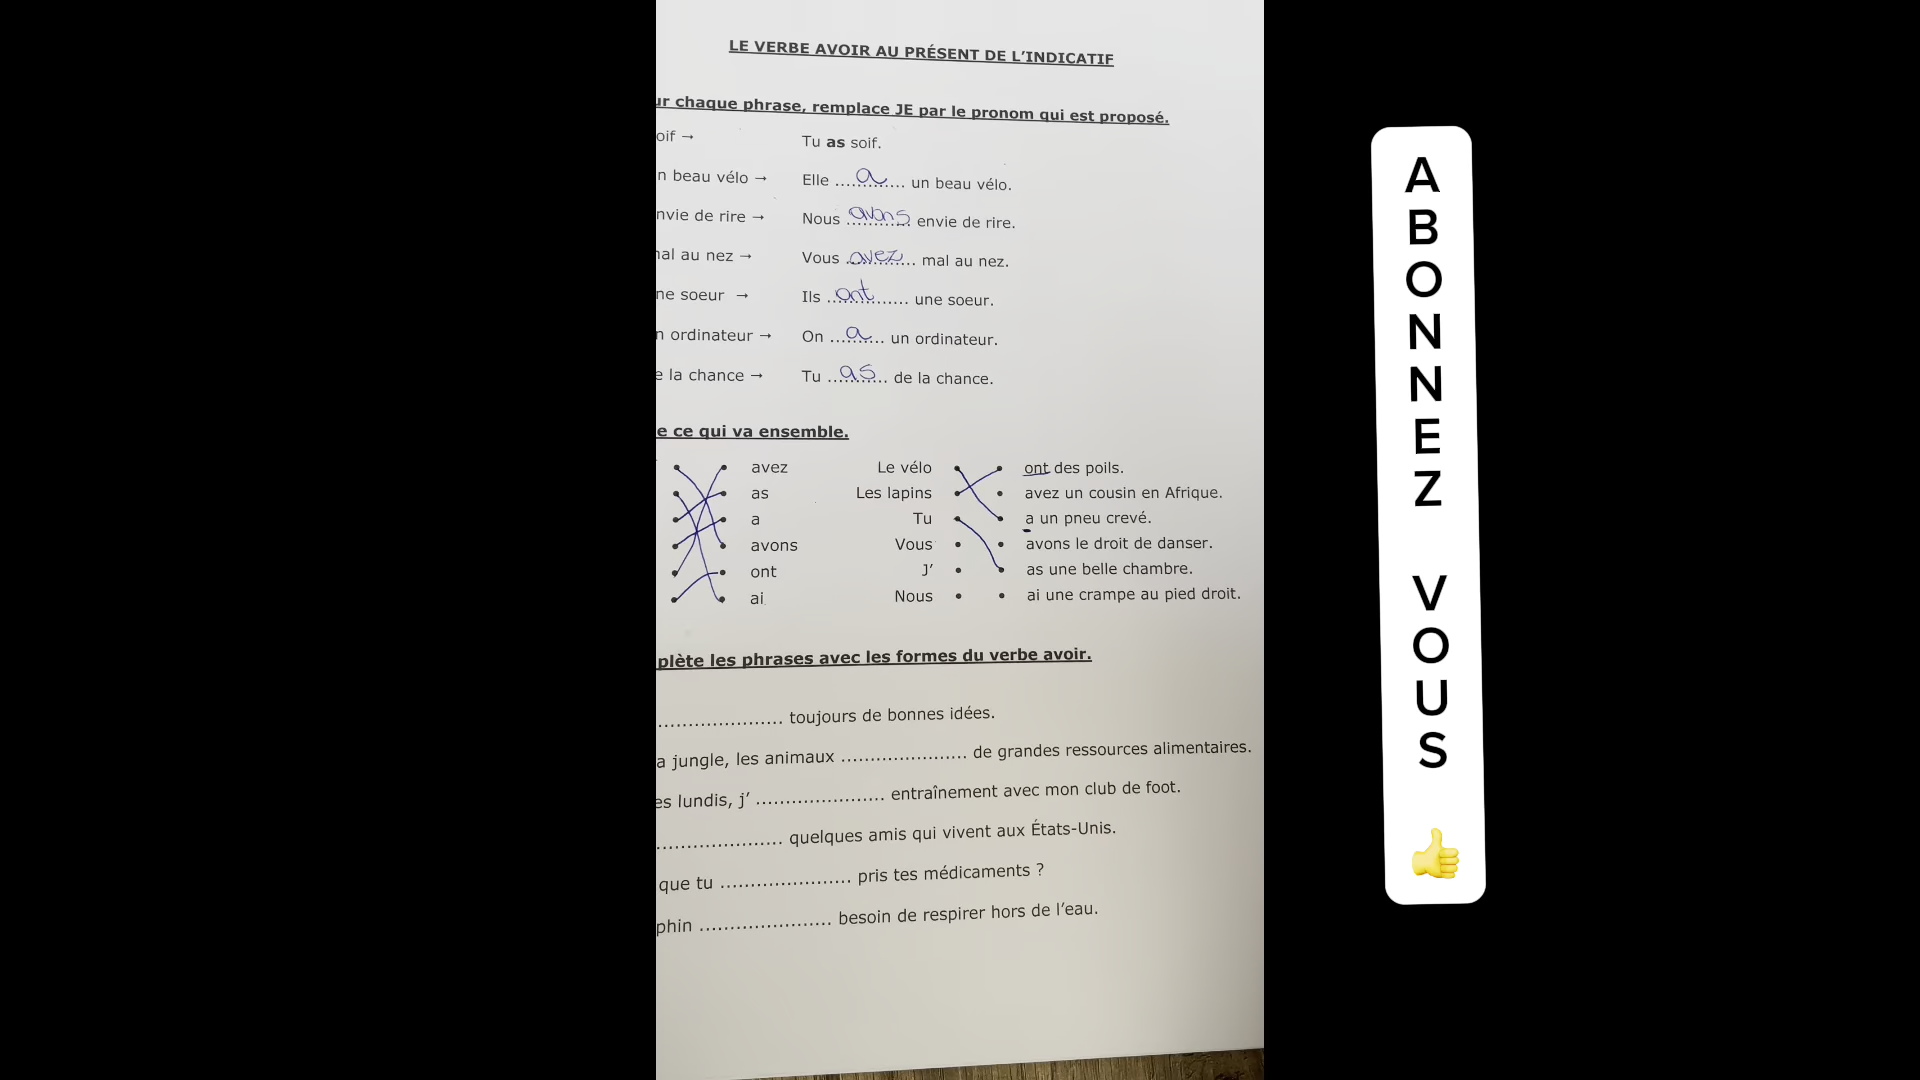 LE VERBE AVOIR AU PRÉSENT DE L'INDICATIF
ur chaque phrase, remplace JE par le pronom qui est proposé.
oif → Tu as soif.
n beau vélo → Elle ....a.... un beau vélo.
nvie de rire → Nous avons envie de rire.
mal au nez → Vous avez mal au nez.
ne soeur → Ils ont une soeur.
n ordinateur → On a un ordinateur.
e la chance → Tu as de la chance.
e ce qui va ensemble.
avez Le vélo ont des poils.
as Les lapins avez un cousin en Afrique.
a Tu a un pneu crevé.
avons Vous avons le droit de danser.
ont J' as une belle chambre.
ai Nous ai une crampe au pied droit.
plète les phrases avec les formes du verbe avoir.
..................... toujours de bonnes idées.
a jungle, les animaux ..................... de grandes ressources alimentaires.
es lundis, j' ..................... entraînement avec mon club de foot.
..................... quelques amis qui vivent aux États-Unis.
que tu ..................... pris tes médicaments ?
phin ..................... besoin de respirer hors de l'eau.
ABONNEZ
VOUS